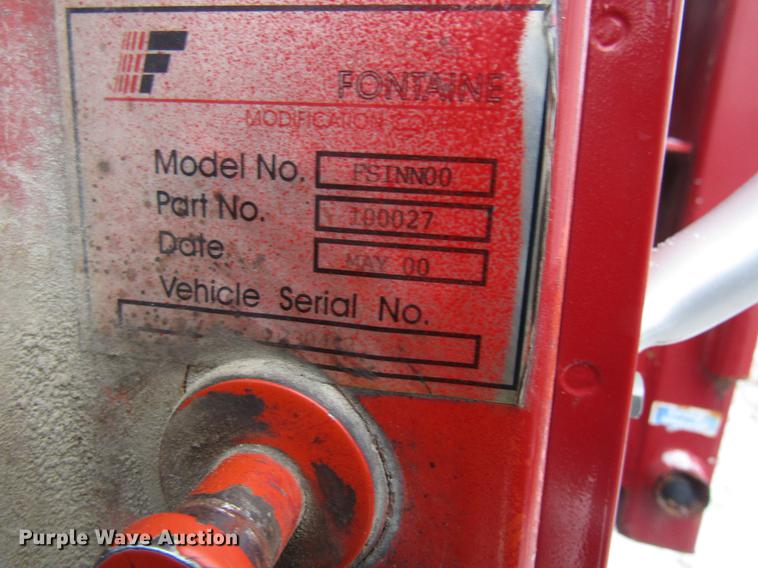 F
FONTAINE
MODIFICATION
Model No. FSINN00
Part No. 100027
Date MAY 00
Vehicle Serial No.
Purple Wave Auction